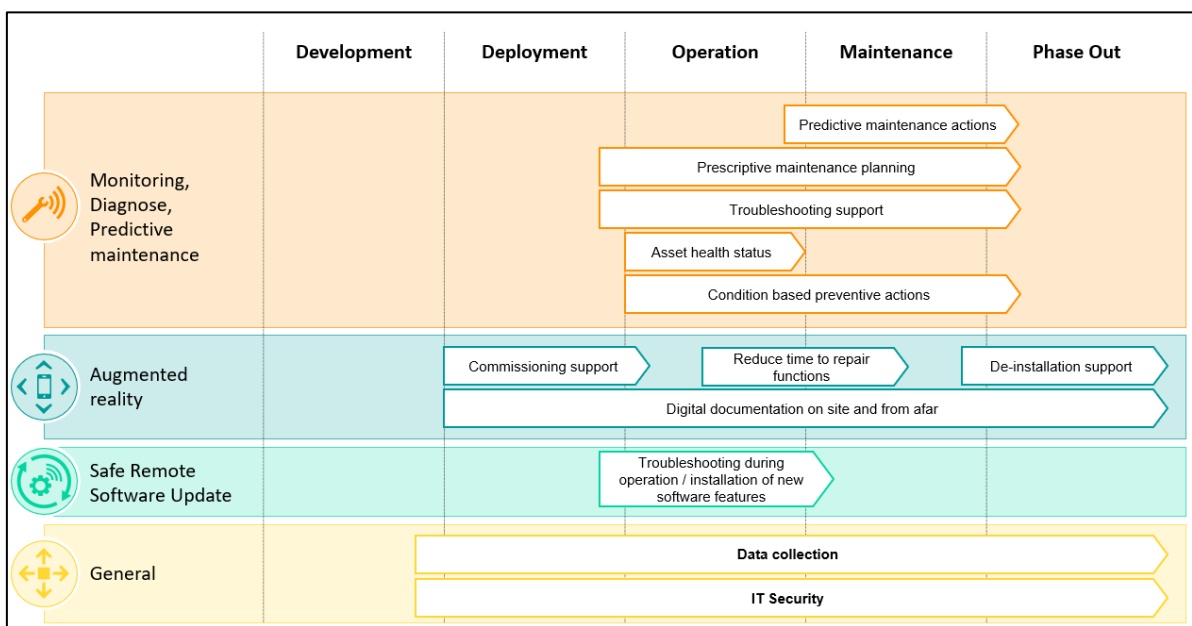 Development
Deployment
Operation
Maintenance
Phase Out
Monitoring,
Diagnose,
Predictive
maintenance
Predictive maintenance actions
Prescriptive maintenance planning
Troubleshooting support
Asset health status
Condition based preventive actions
Augmented
reality
Commissioning support
Reduce time to repair
functions
De-installation support
Digital documentation on site and from afar
Safe Remote
Software Update
Troubleshooting during
operation / installation of new
software features
General
Data collection
IT Security